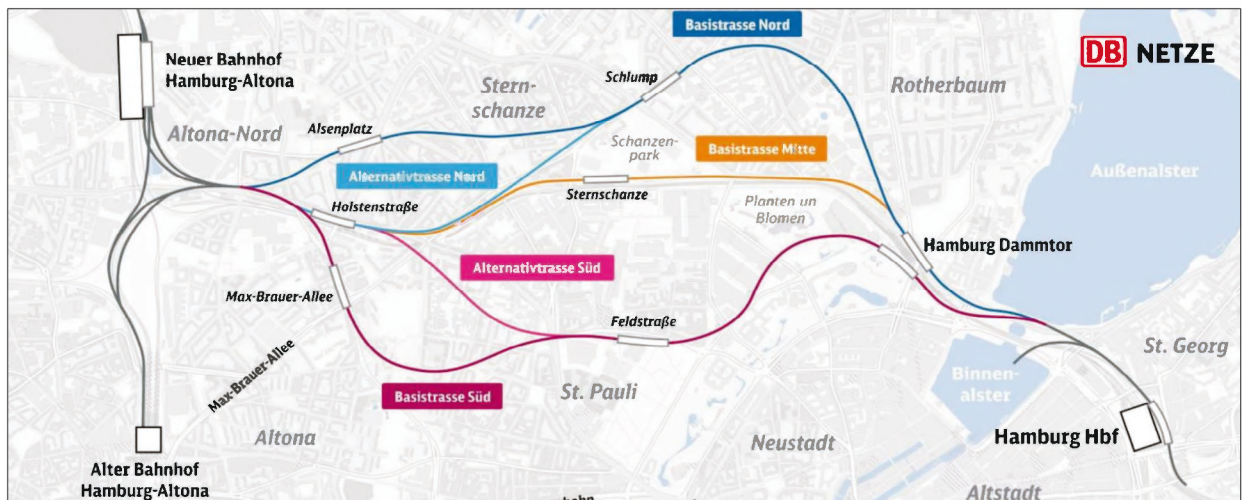 Basistrasse Nord
DB NETZE
Neuer Bahnhof
Hamburg-Altona
Schlump
Stern-
schanze
Rotherbaum
Altona-Nord
Alsenplatz
Schanzen-
park
Basistrasse Mitte
Außenalster
Alternativtrasse Nord
Sternschanze
Holstenstraße
Planten un
Blomen
Hamburg Dammtor
Alternativtrasse Süd
Max-Brauer-Allee
Feldstraße
St. Georg
Max-Brauer-Allee
Binnen-
alster
Basistrasse Süd
St. Pauli
Altona
Neustadt
Hamburg Hbf
Alter Bahnhof
Hamburg-Altona
Altstadt